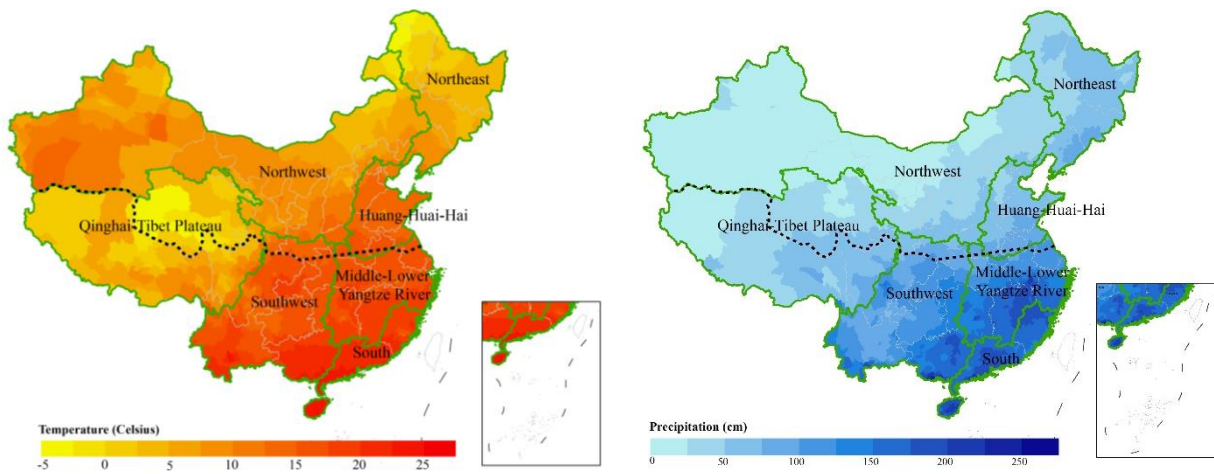 Northeast
Northwest
Qinghai-Tibet Plateau
Huang-Huai-Hai
Middle-Lower
Yangtze River
Southwest
South
Temperature (Celsius)
-5 0 5 10 15 20 25
Northeast
Northwest
Qinghai-Tibet Plateau
Huang-Huai-Hai
Middle-Lower
Yangtze River
Southwest
South
Precipitation (cm)
0 50 100 150 200 250